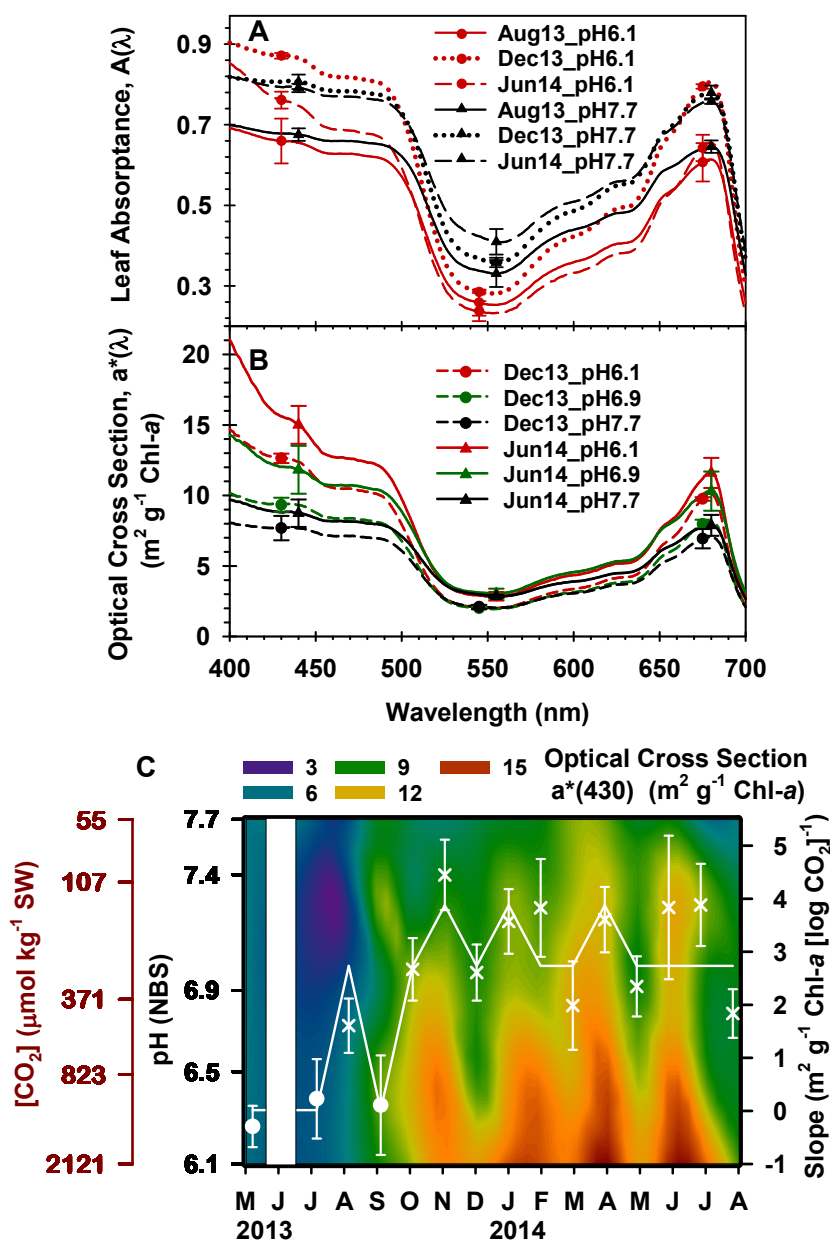 A
Aug13_pH6.1
Dec13_pH6.1
Jun14_pH6.1
Aug13_pH7.7
Dec13_pH7.7
Jun14_pH7.7
Leaf Absorptance, A(λ)
0.9
0.7
0.5
0.3
B
Dec13_pH6.1
Dec13_pH6.9
Dec13_pH7.7
Jun14_pH6.1
Jun14_pH6.9
Jun14_pH7.7
Optical Cross Section, a*(λ)
(m² g⁻¹ Chl-a)
20
15
10
5
0
400 450 500 550 600 650 700
Wavelength (nm)
C
3 9 15
6 12
Optical Cross Section
a*(430) (m² g⁻¹ Chl-a)
[CO₂] (µmol kg⁻¹ SW)
55
107
371
823
2121
pH (NBS)
7.7
7.4
6.9
6.5
6.1
5
4
3
2
1
0
-1
Slope (m² g⁻¹ Chl-a [log CO₂]⁻¹)
M J J A S O N D J F M A M J J A
2013 2014